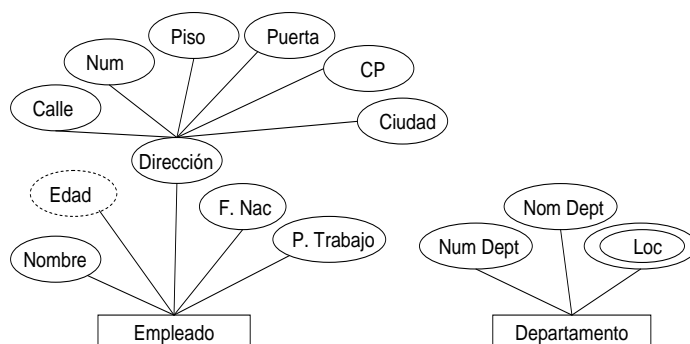 Piso
Puerta
Num
CP
Calle
Ciudad
Dirección
Edad
F. Nac
Nom Dept
P. Trabajo
Num Dept
Loc
Nombre
Empleado
Departamento